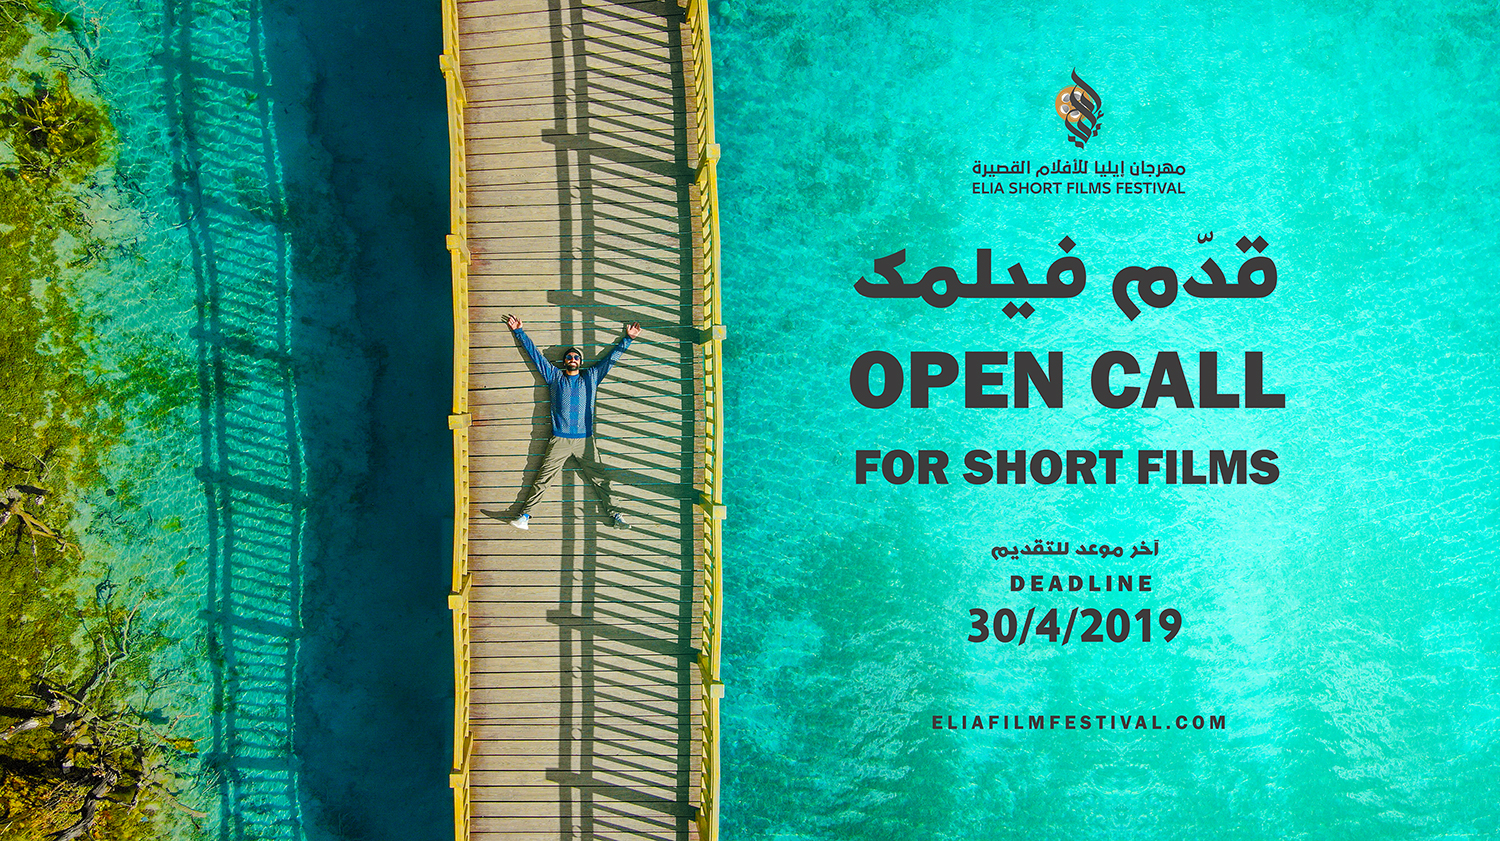 مهرجان إيليا للأفلام القصيرة
ELIA SHORT FILMS FESTIVAL
قدّم فيلمك
OPEN CALL
FOR SHORT FILMS
آخر موعد للتقديم
DEADLINE
30/4/2019
ELIAFILMFESTIVAL.COM